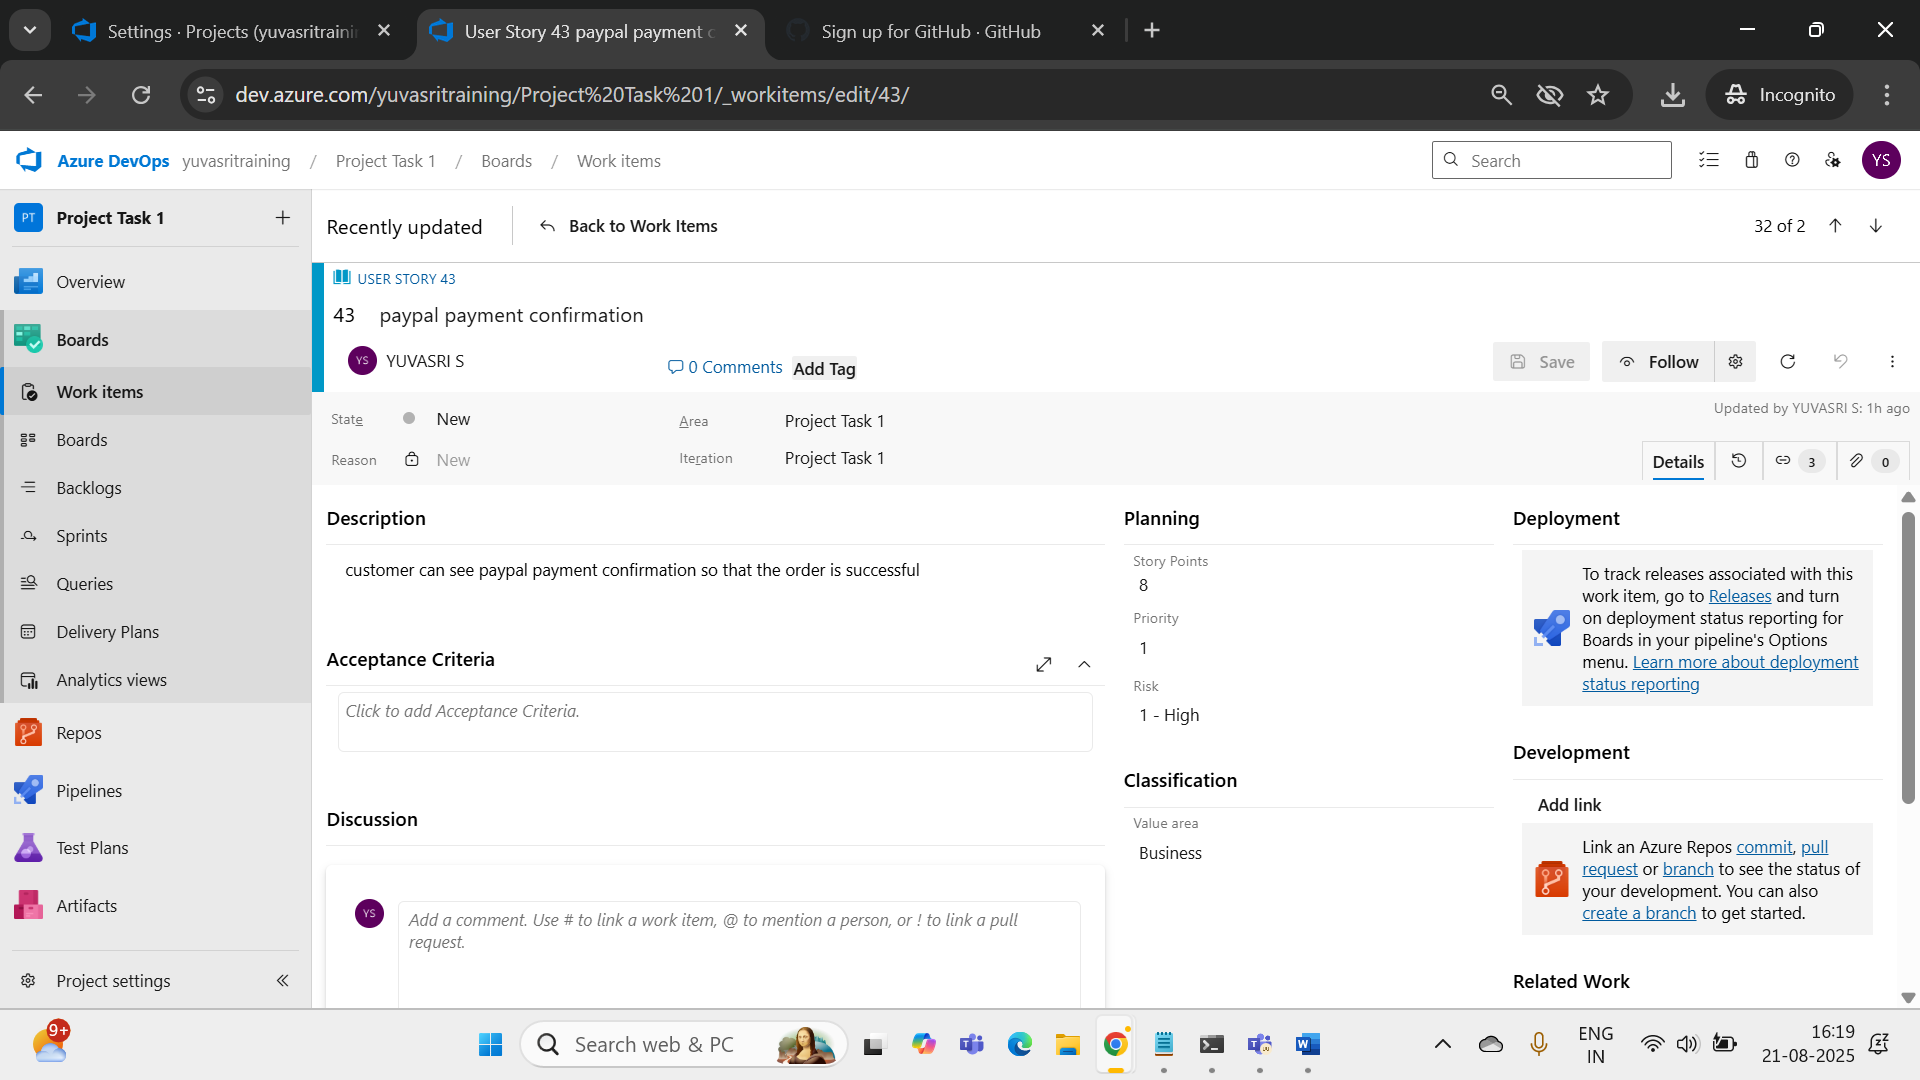 Settings · Projects (yuvasritrainin
User Story 43 paypal payment c
Sign up for GitHub · GitHub
dev.azure.com/yuvasritraining/Project%20Task%201/_workitems/edit/43/
Incognito
Azure DevOps yuvasritraining / Project Task 1 / Boards / Work items
Search
YS
PT Project Task 1
Overview
Boards
Work items
Boards
Backlogs
Sprints
Queries
Delivery Plans
Analytics views
Repos
Pipelines
Test Plans
Artifacts
Project settings
Recently updated
Back to Work Items
32 of 2
USER STORY 43
43 paypal payment confirmation
YS YUVASRI S
0 Comments
Add Tag
Save
Follow
State New
Area Project Task 1
Updated by YUVASRI S: 1h ago
Reason New
Iteration Project Task 1
Details
3
0
Description
customer can see paypal payment confirmation so that the order is successful
Acceptance Criteria
Click to add Acceptance Criteria.
Discussion
YS
Add a comment. Use # to link a work item, @ to mention a person, or ! to link a pull
request.
Planning
Story Points
8
Priority
1
Risk
1 - High
Classification
Value area
Business
Deployment
To track releases associated with this
work item, go to Releases and turn
on deployment status reporting for
Boards in your pipeline's Options
menu. Learn more about deployment
status reporting
Development
Add link
Link an Azure Repos commit, pull
request or branch to see the status of
your development. You can also
create a branch to get started.
Related Work
9+
Search web & PC
ENG
IN
16:19
21-08-2025